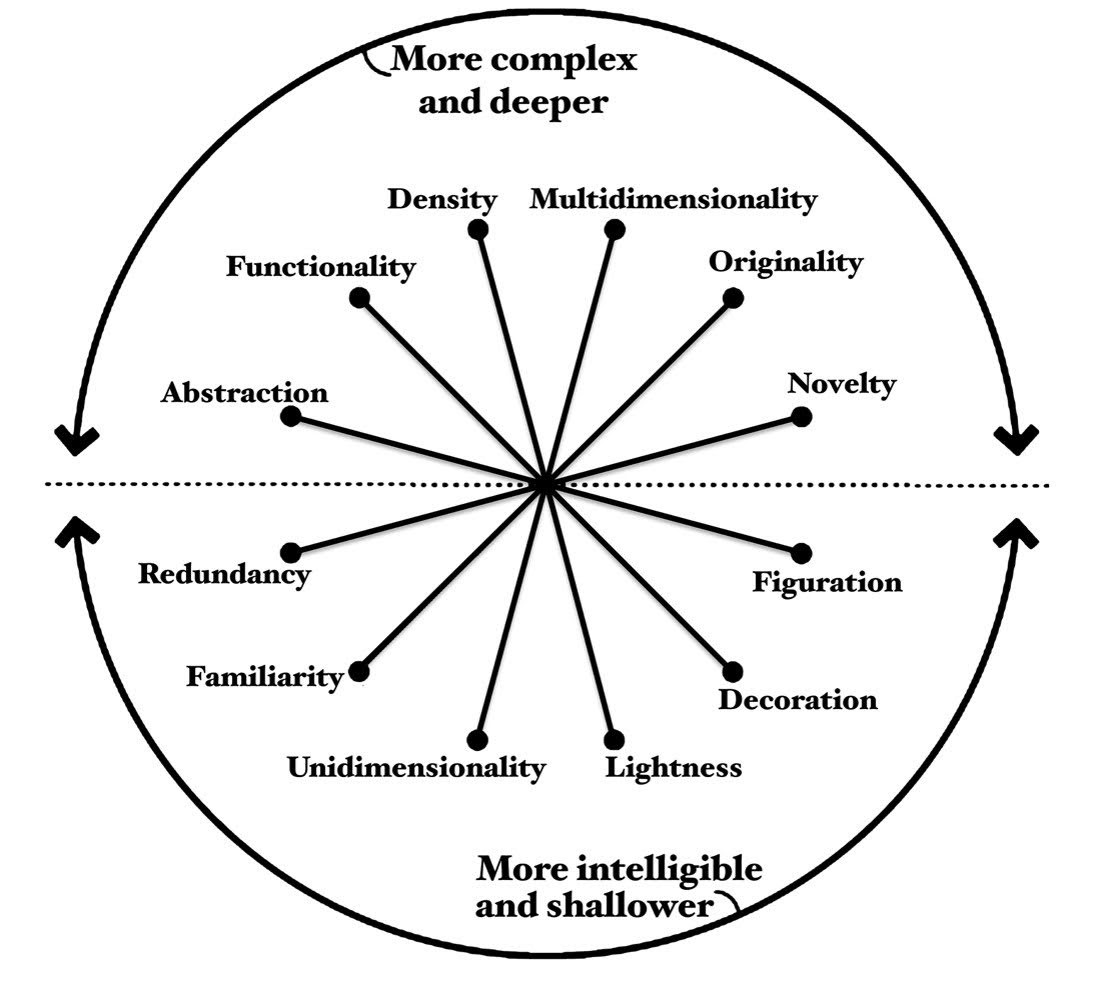 More complex
and deeper
Density
Multidimensionality
Functionality
Originality
Abstraction
Novelty
Redundancy
Figuration
Familiarity
Decoration
Unidimensionality
Lightness
More intelligible
and shallower